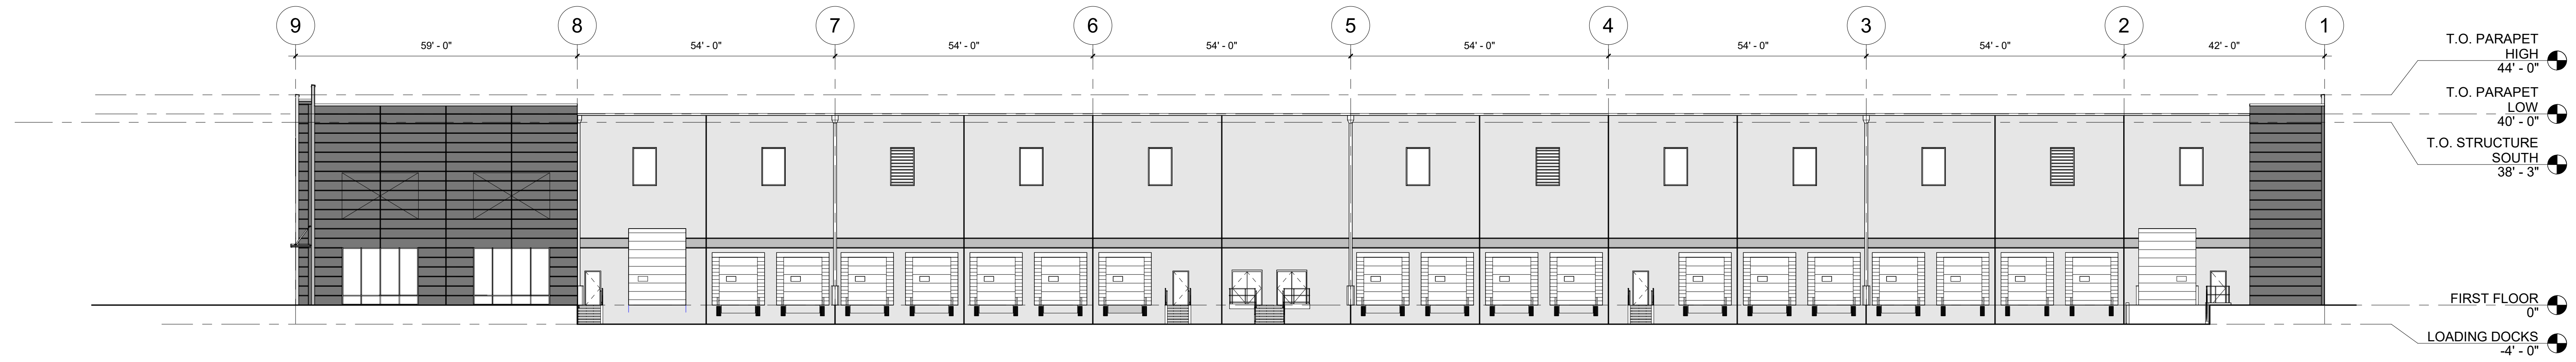 9
8
7
6
5
4
3
2
1
59' - 0"
54' - 0"
54' - 0"
54' - 0"
54' - 0"
54' - 0"
54' - 0"
42' - 0"
T.O. PARAPET
HIGH
44' - 0"
T.O. PARAPET
LOW
40' - 0"
T.O. STRUCTURE
SOUTH
38' - 3"
FIRST FLOOR
0"
LOADING DOCKS
-4' - 0"